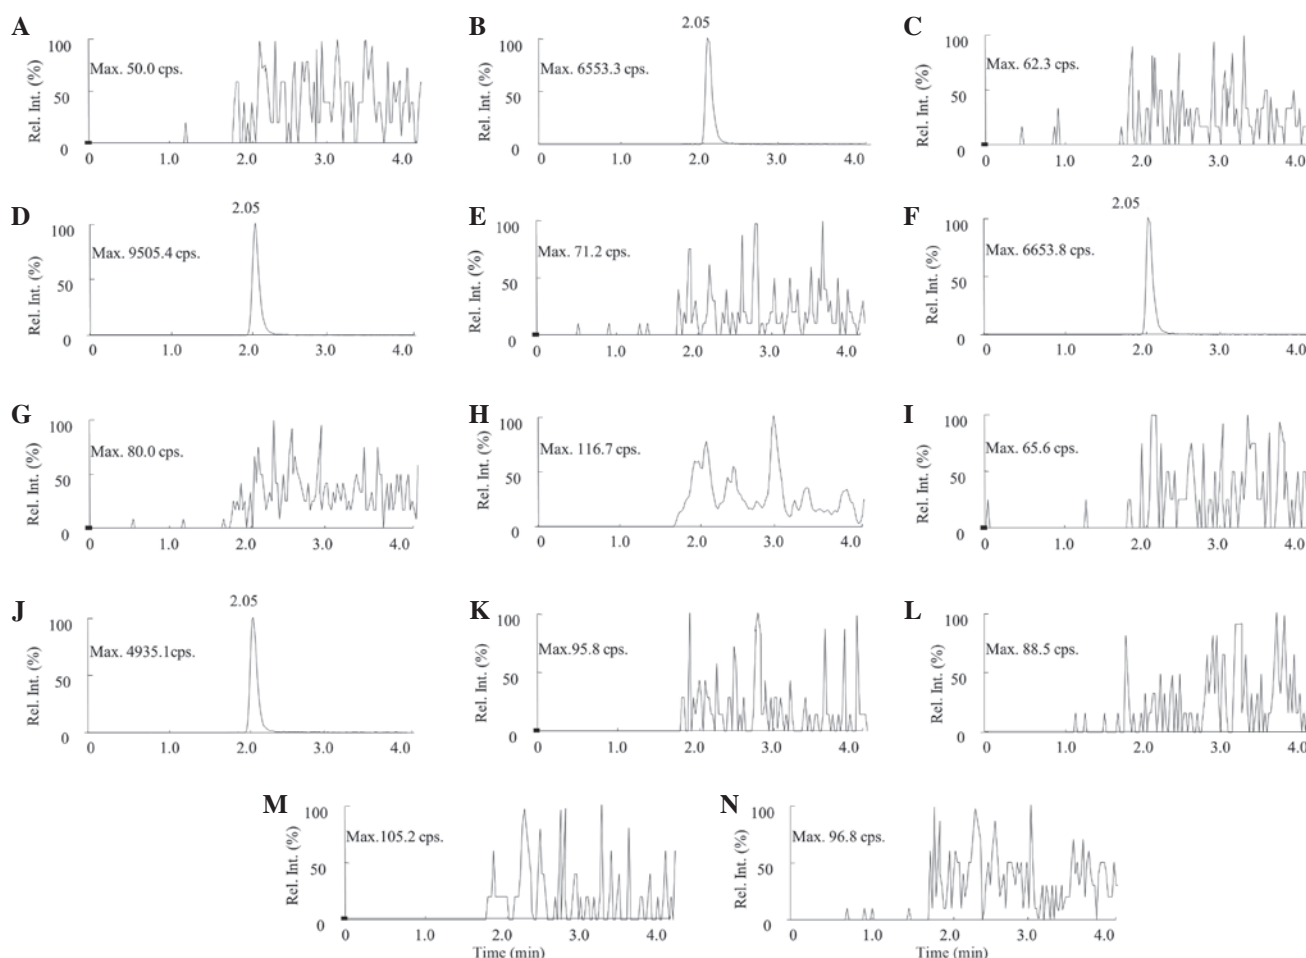 A
Rel. Int. (%)
100
50
0
Max. 50.0 cps.
0 1.0 2.0 3.0 4.0
B
2.05
Rel. Int. (%)
100
50
0
Max. 6553.3 cps.
0 1.0 2.0 3.0 4.0
C
Rel. Int. (%)
100
50
0
Max. 62.3 cps.
0 1.0 2.0 3.0 4.0
D
2.05
Rel. Int. (%)
100
50
0
Max. 9505.4 cps.
0 1.0 2.0 3.0 4.0
E
Rel. Int. (%)
100
50
0
Max. 71.2 cps.
0 1.0 2.0 3.0 4.0
F
2.05
Rel. Int. (%)
100
50
0
Max. 6653.8 cps.
0 1.0 2.0 3.0 4.0
G
Rel. Int. (%)
100
50
0
Max. 80.0 cps.
0 1.0 2.0 3.0 4.0
H
Rel. Int. (%)
100
50
0
Max. 116.7 cps.
0 1.0 2.0 3.0 4.0
I
Rel. Int. (%)
100
50
0
Max. 65.6 cps.
0 1.0 2.0 3.0 4.0
J
2.05
Rel. Int. (%)
100
50
0
Max. 4935.1cps.
0 1.0 2.0 3.0 4.0
K
Rel. Int. (%)
100
50
0
Max.95.8 cps.
0 1.0 2.0 3.0 4.0
L
Rel. Int. (%)
100
50
0
Max. 88.5 cps.
0 1.0 2.0 3.0 4.0
M
Rel. Int. (%)
100
50
0
Max.105.2 cps.
0 1.0 2.0 3.0 4.0
Time (min)
N
Rel. Int. (%)
100
50
0
Max. 96.8 cps.
0 1.0 2.0 3.0 4.0
Time (min)